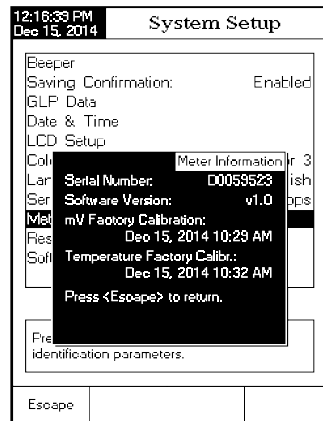 12:16:39 PM
Dec 15, 2014
System Setup
Beeper
Saving Confirmation: Enabled
GLP Data
Date & Time
LCD Setup
Meter Information
Serial Number: D0059523
Software Version: v1.0
mV Factory Calibration:
Dec 15, 2014 10:29 AM
Temperature Factory Calibr.:
Dec 15, 2014 10:32 AM
Press <Escape> to return.
identification parameters.
Escape